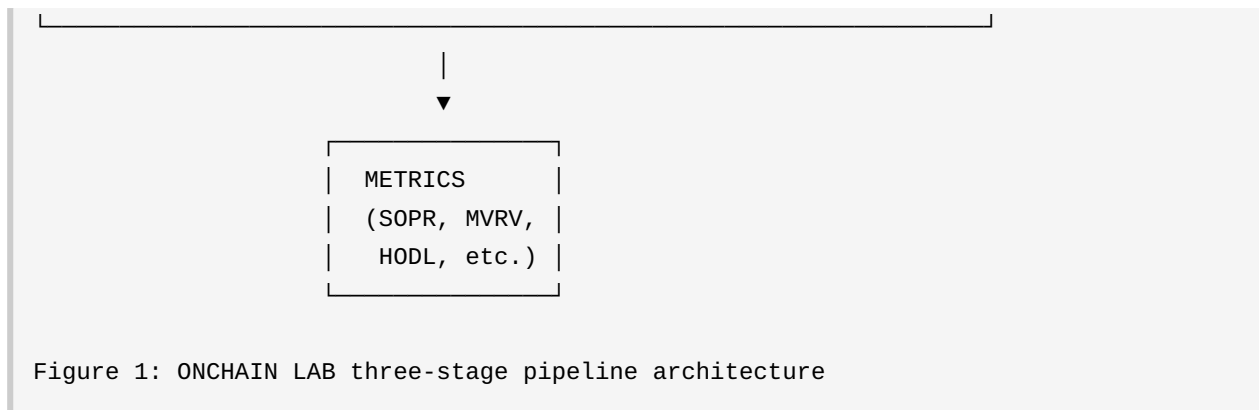 METRICS
(SOPR, MVRV,
HODL, etc.)
Figure 1: ONCHAIN LAB three-stage pipeline architecture